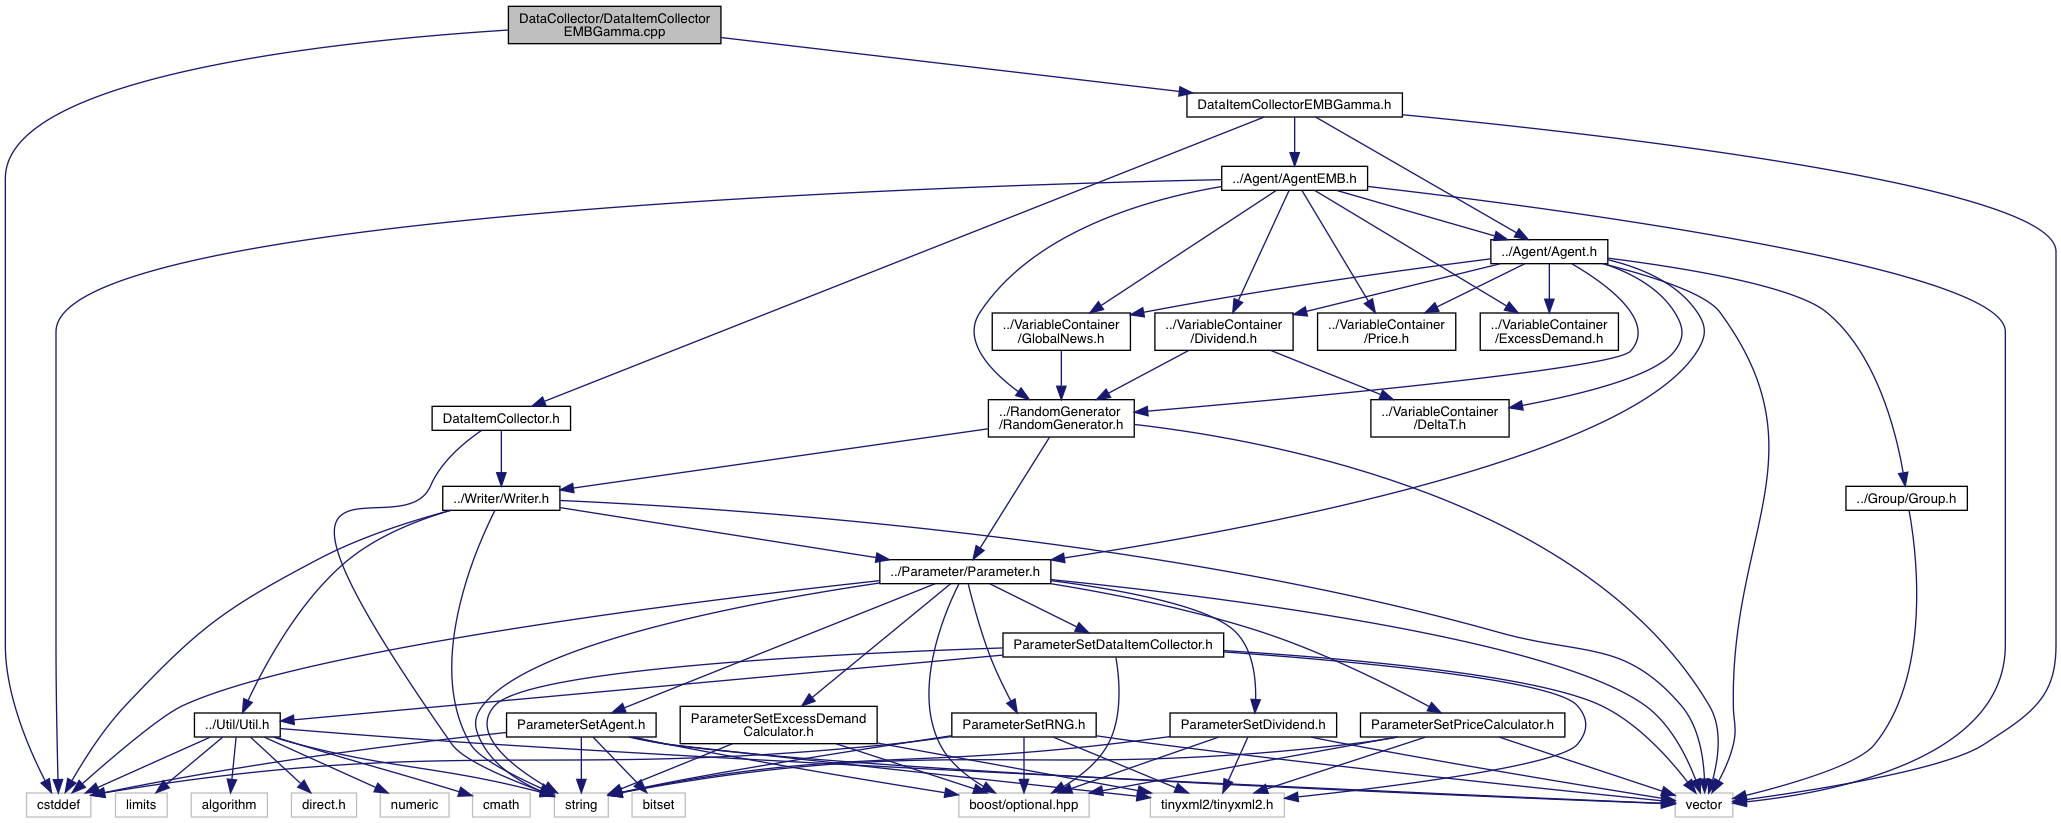 DataCollector/DataItemCollector
EMBGamma.cpp
DataItemCollectorEMBGamma.h
../Agent/AgentEMB.h
../Agent/Agent.h
../VariableContainer
/GlobalNews.h
../VariableContainer
/Dividend.h
../VariableContainer
/Price.h
../VariableContainer
/ExcessDemand.h
DataItemCollector.h
../RandomGenerator
/RandomGenerator.h
../VariableContainer
/DeltaT.h
../Writer/Writer.h
../Group/Group.h
../Parameter/Parameter.h
ParameterSetDataItemCollector.h
../Util/Util.h
ParameterSetAgent.h
ParameterSetExcessDemand
Calculator.h
ParameterSetRNG.h
ParameterSetDividend.h
ParameterSetPriceCalculator.h
cstddef
limits
algorithm
direct.h
numeric
cmath
string
bitset
boost/optional.hpp
tinyxml2/tinyxml2.h
vector